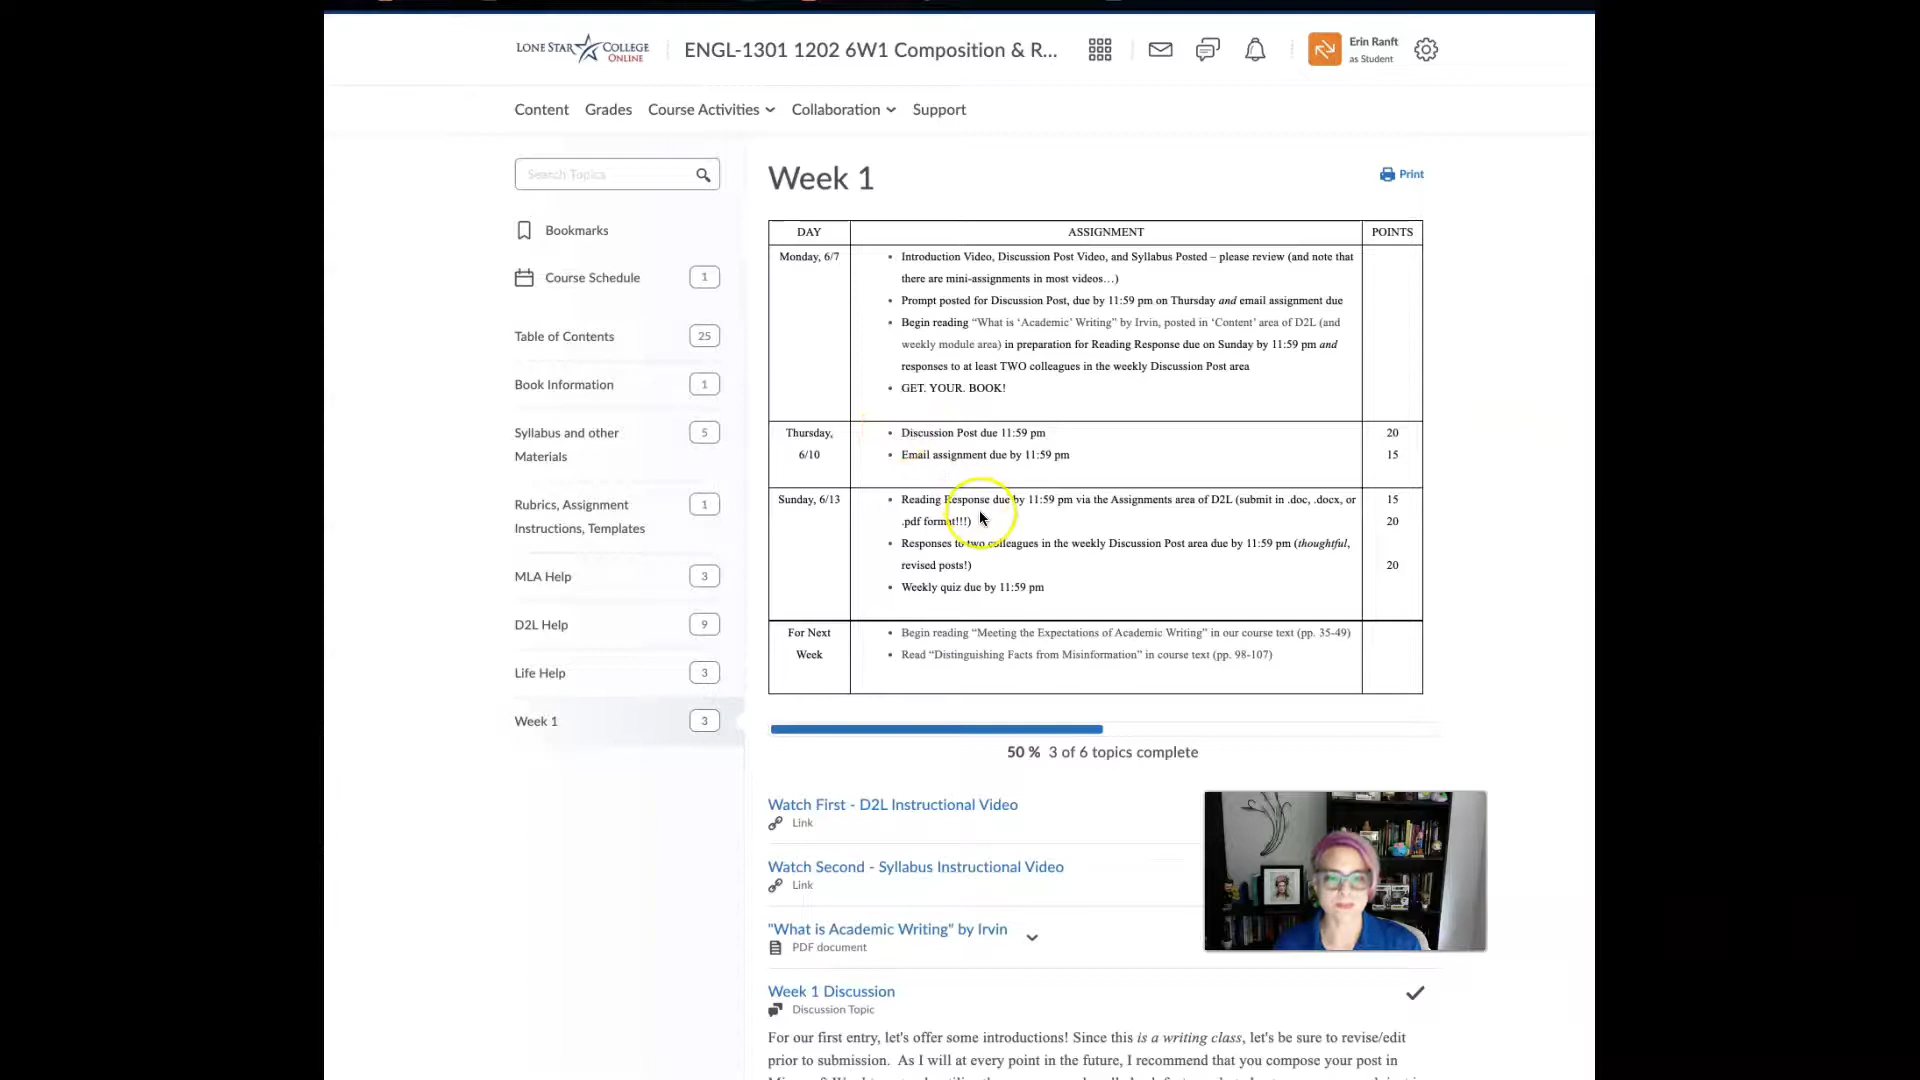 LONE STAR COLLEGE
ONLINE
ENGL-1301 1202 6W1 Composition & R...
Erin Ranft
as Student
Content Grades Course Activities Collaboration Support
Search Topics
Bookmarks
Course Schedule 1
Table of Contents 25
Book Information 1
Syllabus and other
Materials 5
Rubrics, Assignment
Instructions, Templates 1
MLA Help 3
D2L Help 9
Life Help 3
Week 1 3
Week 1
Print
DAY ASSIGNMENT POINTS
Monday, 6/7
• Introduction Video, Discussion Post Video, and Syllabus Posted – please review (and note that
there are mini-assignments in most videos…)
• Prompt posted for Discussion Post, due by 11:59 pm on Thursday and email assignment due
• Begin reading “What is ‘Academic’ Writing” by Irvin, posted in ‘Content’ area of D2L (and
weekly module area) in preparation for Reading Response due on Sunday by 11:59 pm and
responses to at least TWO colleagues in the weekly Discussion Post area
• GET. YOUR. BOOK!
Thursday,
6/10
• Discussion Post due 11:59 pm 20
• Email assignment due by 11:59 pm 15
Sunday, 6/13
• Reading Response due by 11:59 pm via the Assignments area of D2L (submit in .doc, .docx, or 15
.pdf format!!!) 20
• Responses to two colleagues in the weekly Discussion Post area due by 11:59 pm (thoughtful,
revised posts!) 20
• Weekly quiz due by 11:59 pm
For Next
Week
• Begin reading “Meeting the Expectations of Academic Writing” in our course text (pp. 35-49)
• Read “Distinguishing Facts from Misinformation” in course text (pp. 98-107)
50 % 3 of 6 topics complete
Watch First - D2L Instructional Video
Link
Watch Second - Syllabus Instructional Video
Link
"What is Academic Writing" by Irvin
PDF document
Week 1 Discussion
Discussion Topic
For our first entry, let's offer some introductions! Since this is a writing class, let's be sure to revise/edit
prior to submission. As I will at every point in the future, I recommend that you compose your post in